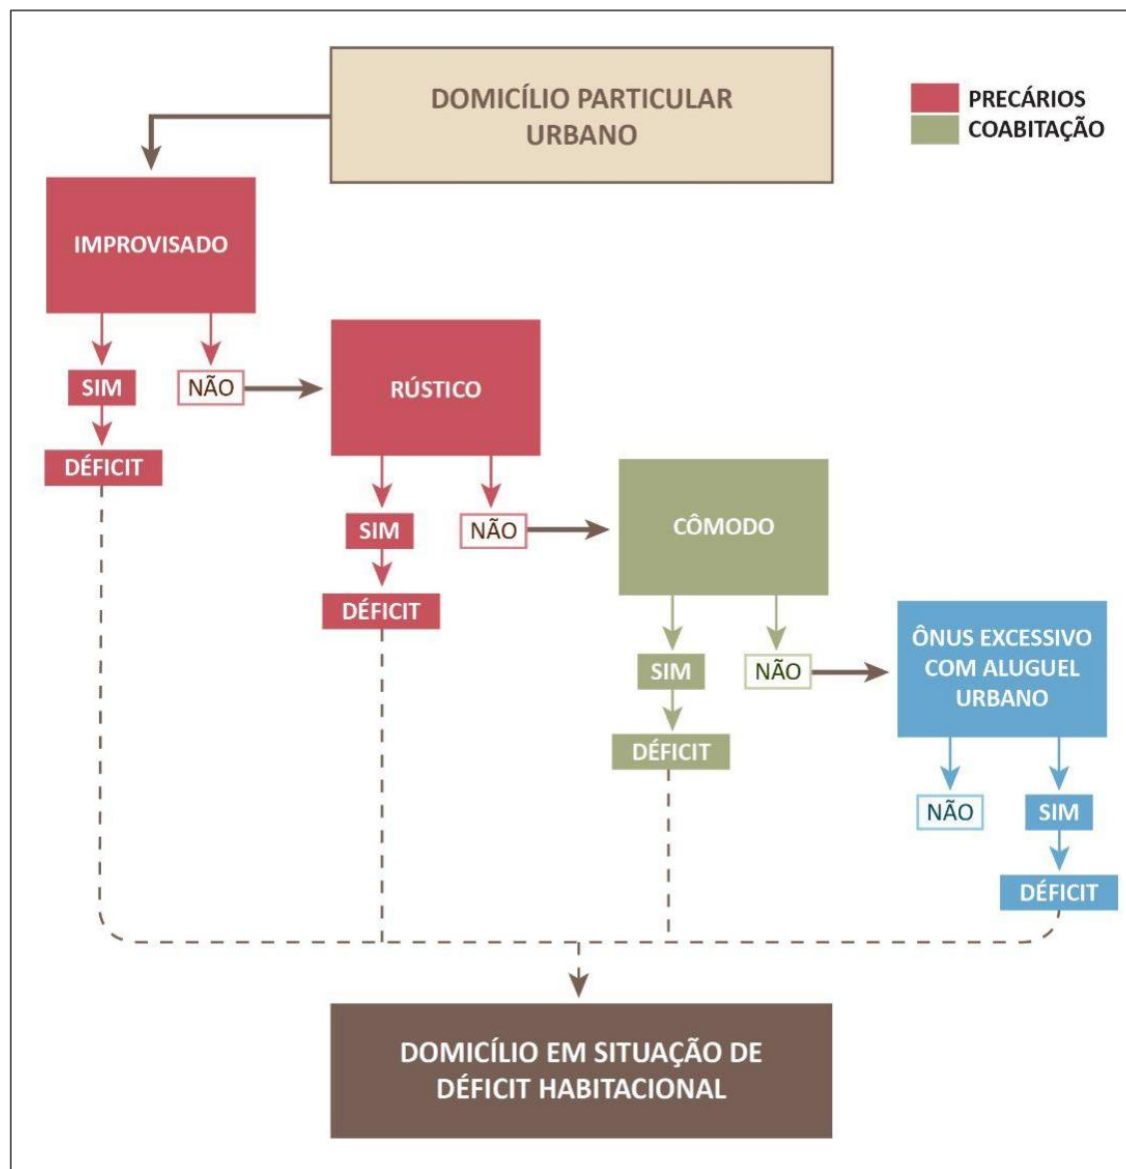 DOMICÍLIO PARTICULAR
URBANO
PRECÁRIOS
COABITAÇÃO
IMPROVISADO
SIM
NÃO
DÉFICIT
RÚSTICO
SIM
NÃO
DÉFICIT
CÔMODO
SIM
NÃO
DÉFICIT
ÔNUS EXCESSIVO
COM ALUGUEL
URBANO
NÃO
SIM
DÉFICIT
DOMICÍLIO EM SITUAÇÃO DE
DÉFICIT HABITACIONAL